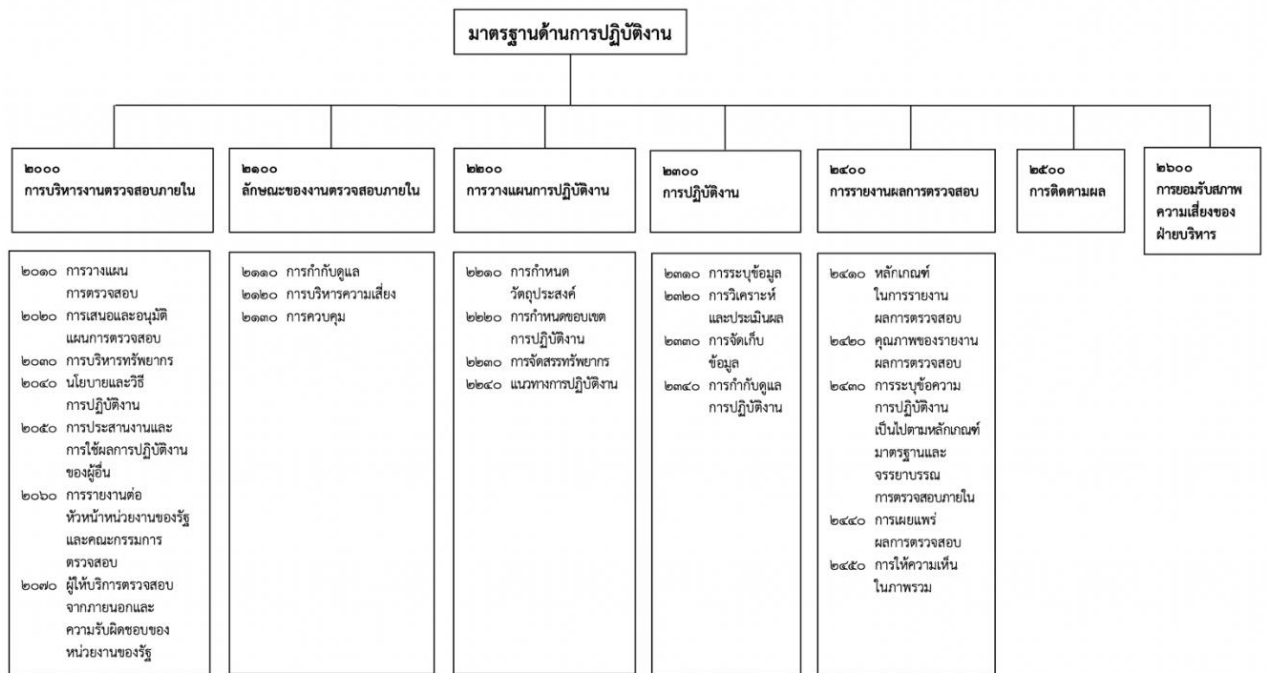 มาตรฐานด้านการปฏิบัติงาน
๒๐๐๐
การบริหารงานตรวจสอบภายใน
๒๐๑๐ การวางแผน
การตรวจสอบ
๒๐๒๐ การเสนอและอนุมัติ
แผนการตรวจสอบ
๒๐๓๐ การบริหารทรัพยากร
๒๐๔๐ นโยบายและวิธี
การปฏิบัติงาน
๒๐๕๐ การประสานงานและ
การใช้ผลการปฏิบัติงาน
ของผู้อื่น
๒๐๖๐ การรายงานต่อ
หัวหน้าหน่วยงานของรัฐ
และคณะกรรมการ
ตรวจสอบ
๒๐๗๐ ผู้ให้บริการตรวจสอบ
จากภายนอกและ
ความรับผิดชอบของ
หน่วยงานของรัฐ
๒๑๐๐
ลักษณะของงานตรวจสอบภายใน
๒๑๑๐ การกำกับดูแล
๒๑๒๐ การบริหารความเสี่ยง
๒๑๓๐ การควบคุม
๒๒๐๐
การวางแผนการปฏิบัติงาน
๒๒๑๐ การกำหนด
วัตถุประสงค์
๒๒๒๐ การกำหนดขอบเขต
การปฏิบัติงาน
๒๒๓๐ การจัดสรรทรัพยากร
๒๒๔๐ แนวทางการปฏิบัติงาน
๒๓๐๐
การปฏิบัติงาน
๒๓๑๐ การระบุข้อมูล
๒๓๒๐ การวิเคราะห์
และประเมินผล
๒๓๓๐ การจัดเก็บ
ข้อมูล
๒๓๔๐ การกำกับดูแล
การปฏิบัติงาน
๒๔๐๐
การรายงานผลการตรวจสอบ
๒๔๑๐ หลักเกณฑ์
ในการรายงาน
ผลการตรวจสอบ
๒๔๒๐ คุณภาพของรายงาน
ผลการตรวจสอบ
๒๔๓๐ การระบุข้อความ
การปฏิบัติงาน
เป็นไปตามหลักเกณฑ์
มาตรฐานและ
จรรยาบรรณ
การตรวจสอบภายใน
๒๔๔๐ การเผยแพร่
ผลการตรวจสอบ
๒๔๕๐ การให้ความเห็น
ในภาพรวม
๒๕๐๐
การติดตามผล
๒๖๐๐
การยอมรับสภาพ
ความเสี่ยงของ
ฝ่ายบริหาร